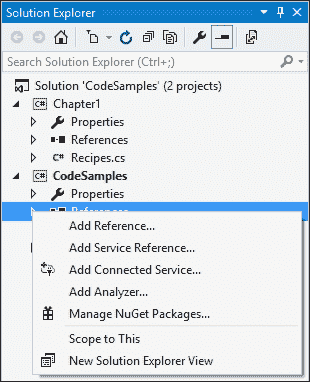 Solution Explorer
Search Solution Explorer (Ctrl+;)
Solution 'CodeSamples' (2 projects)
C# Chapter1
Properties
References
C# Recipes.cs
C# CodeSamples
Properties
References
Add Reference...
Add Service Reference...
Add Connected Service...
Add Analyzer...
Manage NuGet Packages...
Scope to This
New Solution Explorer View